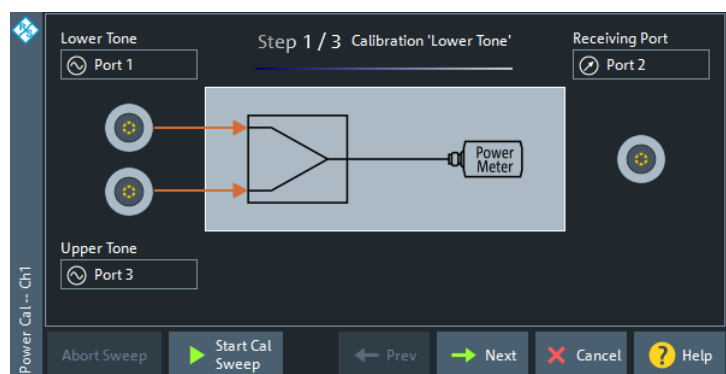 Lower Tone
Port 1
Step 1 / 3 Calibration 'Lower Tone'
Receiving Port
Port 2
Power
Meter
Upper Tone
Port 3
Power Cal -- Ch1
Abort Sweep
Start Cal
Sweep
Prev
Next
Cancel
? Help